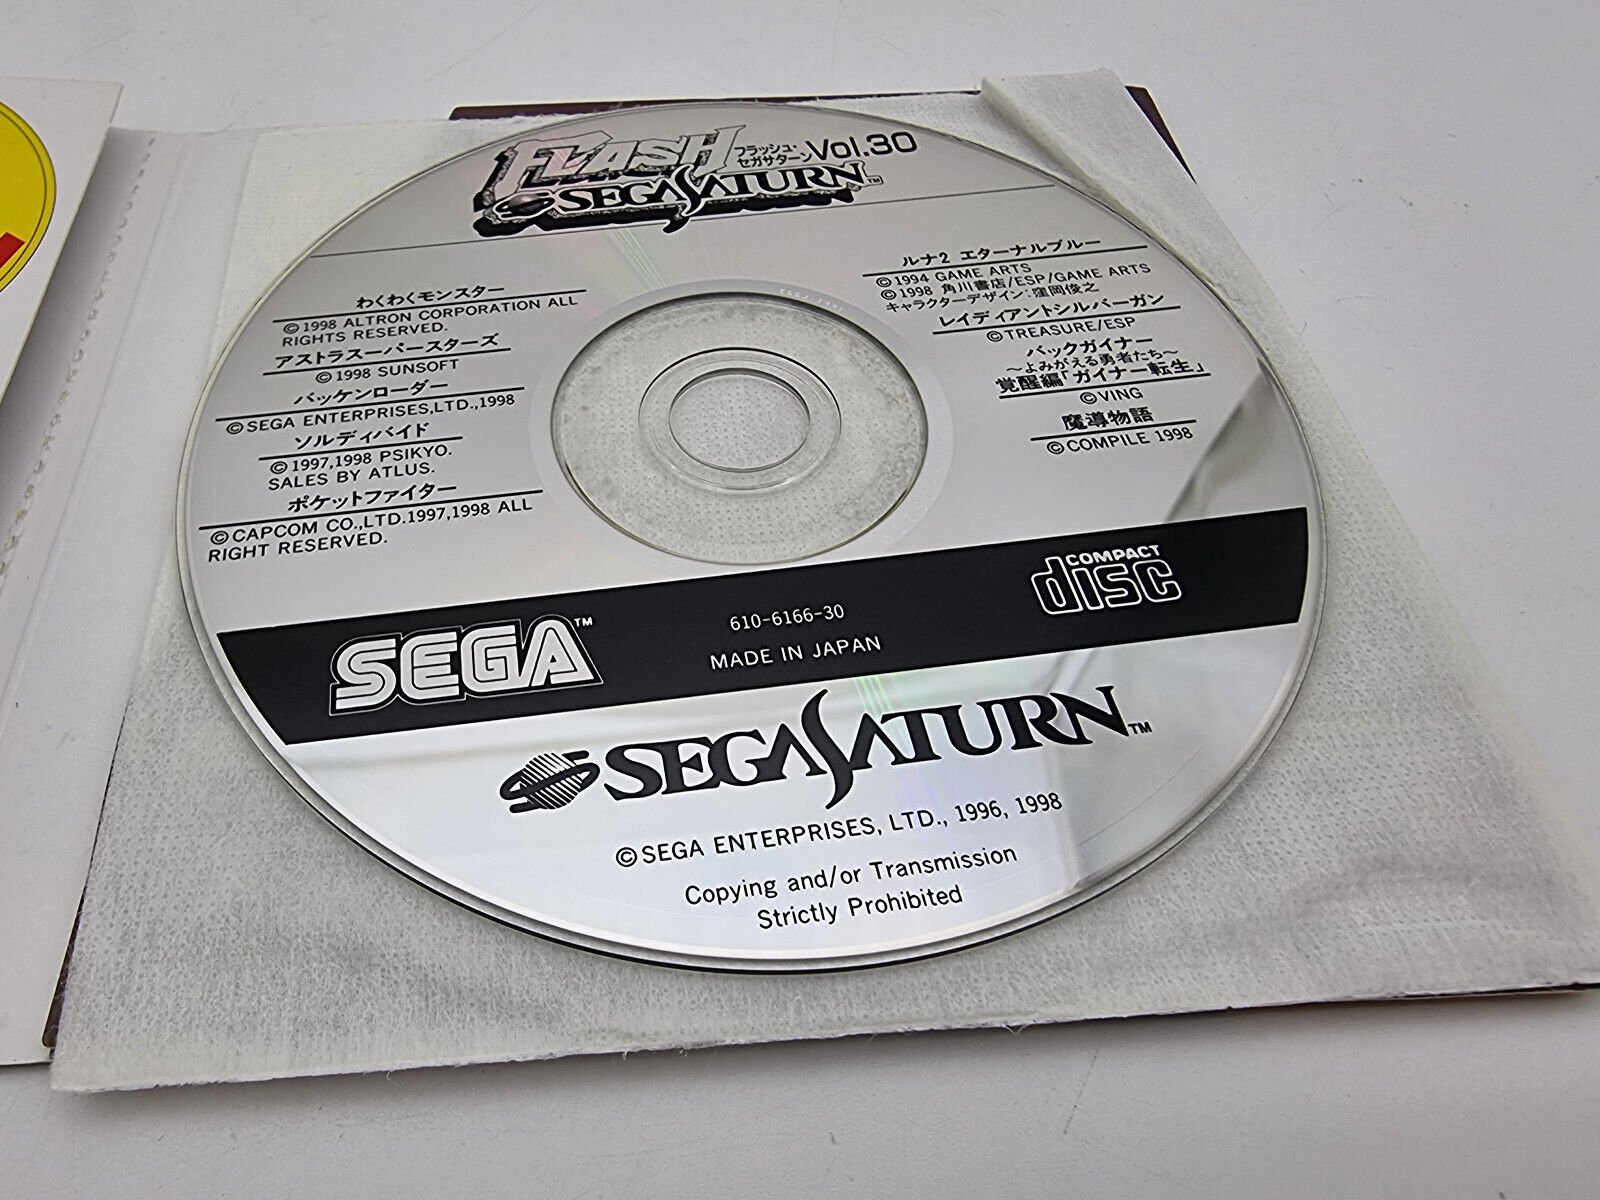 FLASH フラッシュ・ Vol.30
セガサターン
SEGA SATURN™
わくわくモンスター
©1998 ALTRON CORPORATION ALL
RIGHTS RESERVED.
アストラスーパースターズ
©1998 SUNSOFT
バッケンローダー
©SEGA ENTERPRISES,LTD.,1998
ソルディバイド
©1997,1998 PSIKYO.
SALES BY ATLUS.
ポケットファイター
©CAPCOM CO.,LTD.1997,1998 ALL
RIGHT RESERVED.
ルナ2 エターナルブルー
©1994 GAME ARTS
©1998 角川書店/ESP/GAME ARTS
キャラクターデザイン:窪岡俊之
レイディアントシルバーガン
©TREASURE/ESP
バックガイナー
～よみがえる勇者たち～
覚醒編「ガイナー転生」
©VING
魔導物語
©COMPILE 1998
SEGA™
610-6166-30
MADE IN JAPAN
COMPACT
disc
SEGA SATURN™
©SEGA ENTERPRISES, LTD., 1996, 1998
Copying and/or Transmission
Strictly Prohibited